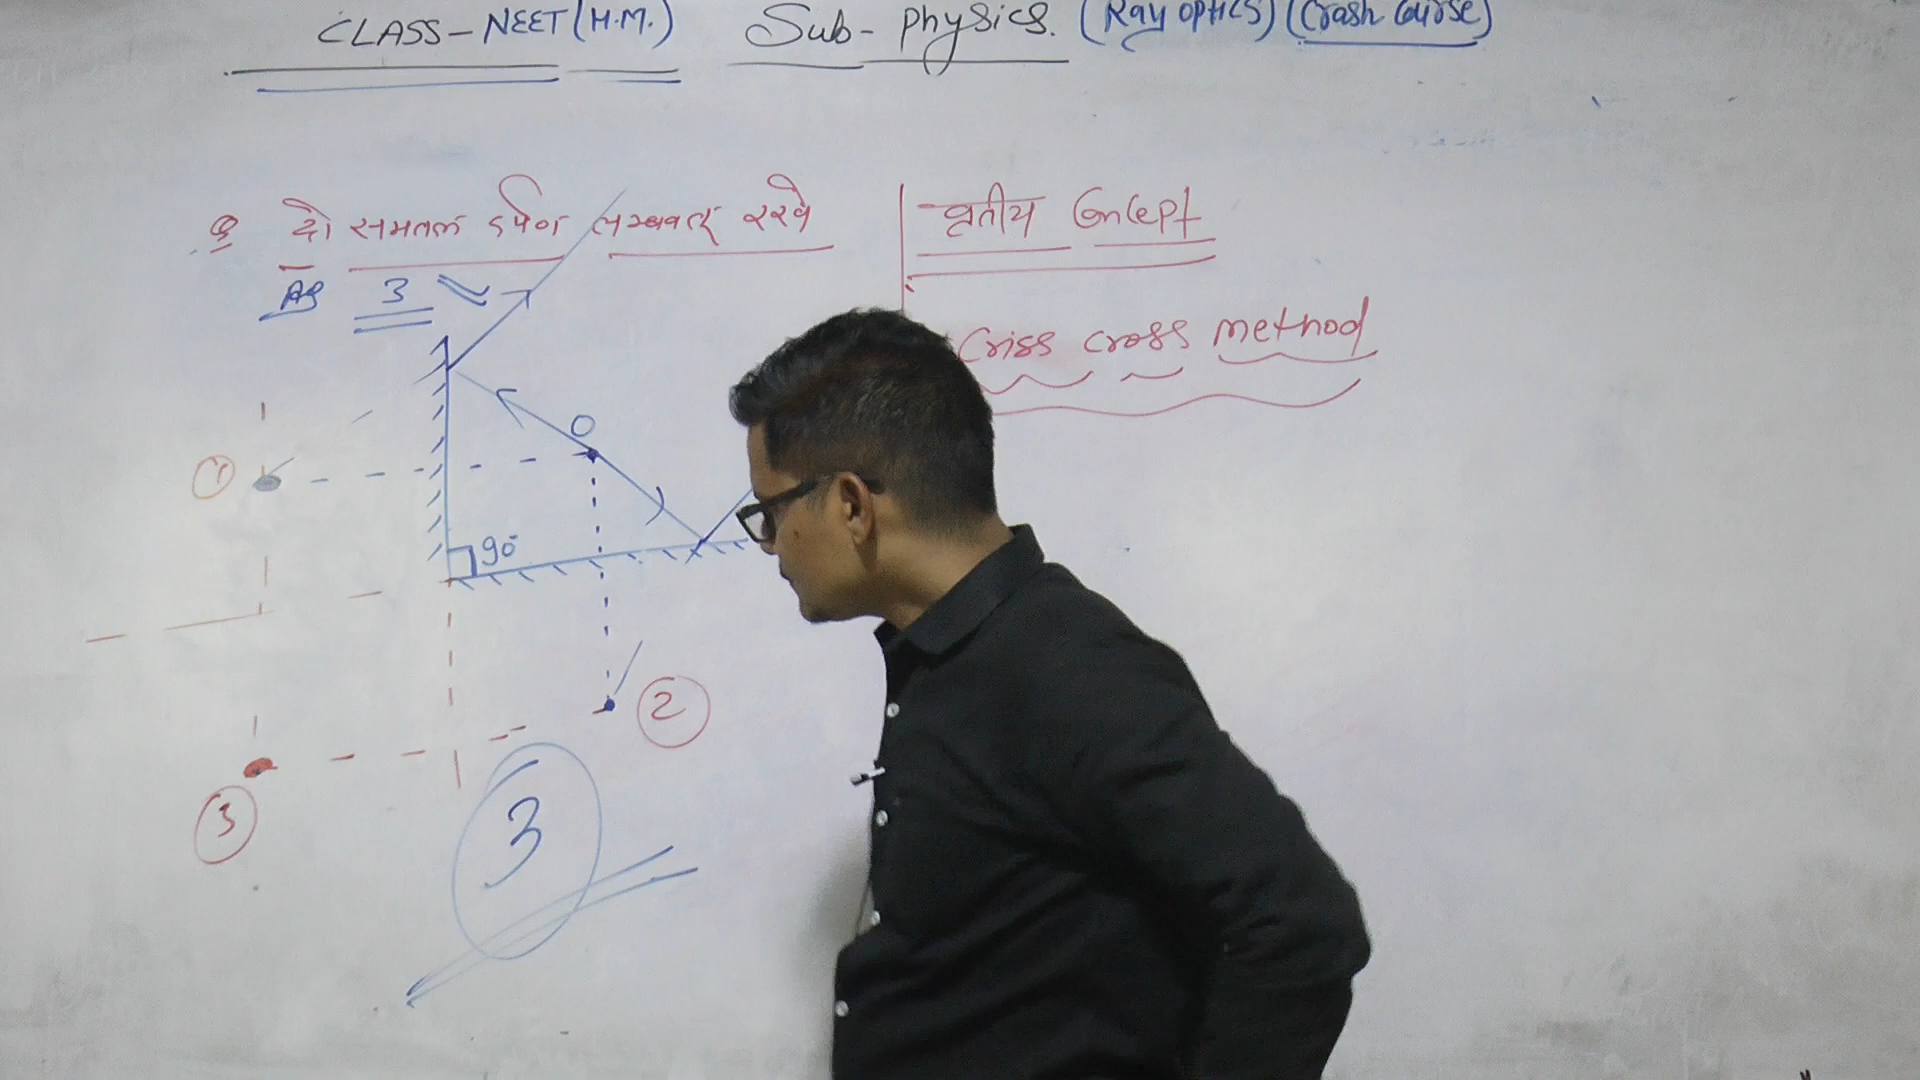 CLASS-NEET (H.M.) Sub- Physics. (Ray optics) (Crash Course)
Q दो समतल दर्पण लम्बवत् रखे
तृतीय Concept
Ag 3
Criss cross method
O
1
90°
2
3
3